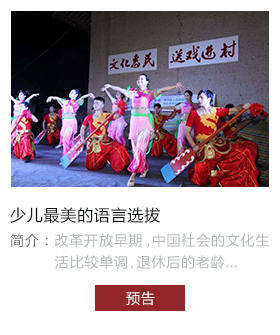 文化惠民 送戏进村
少儿最美的语言选拔
简介：改革开放早期,中国社会的文化生
活比较单调,退休后的老龄...
预告